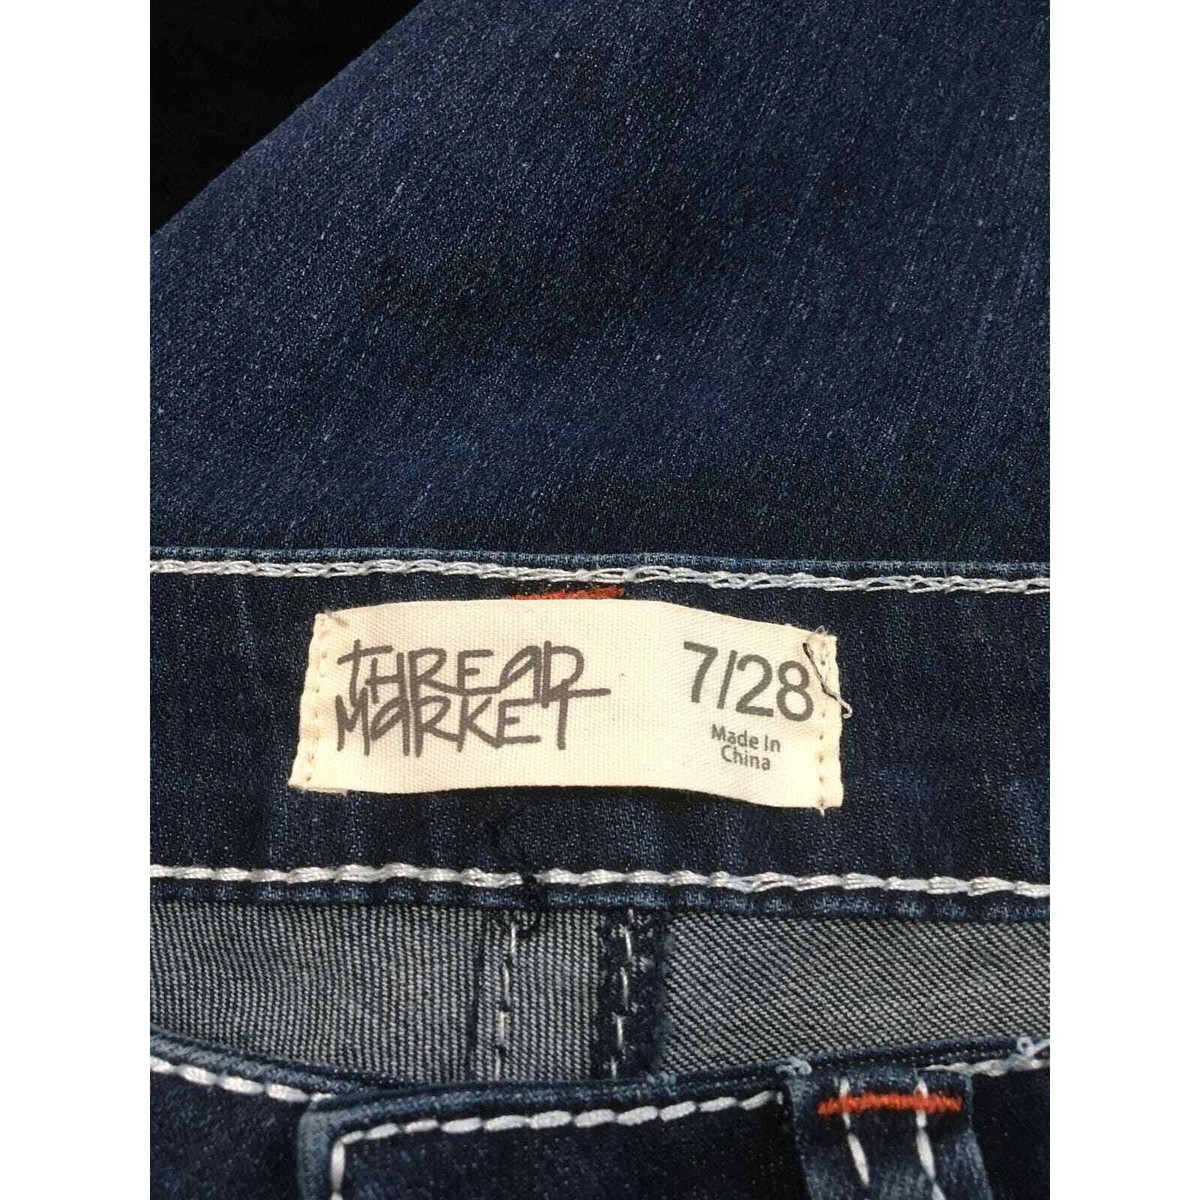 THREAD
MARKET
7/28
Made In
China